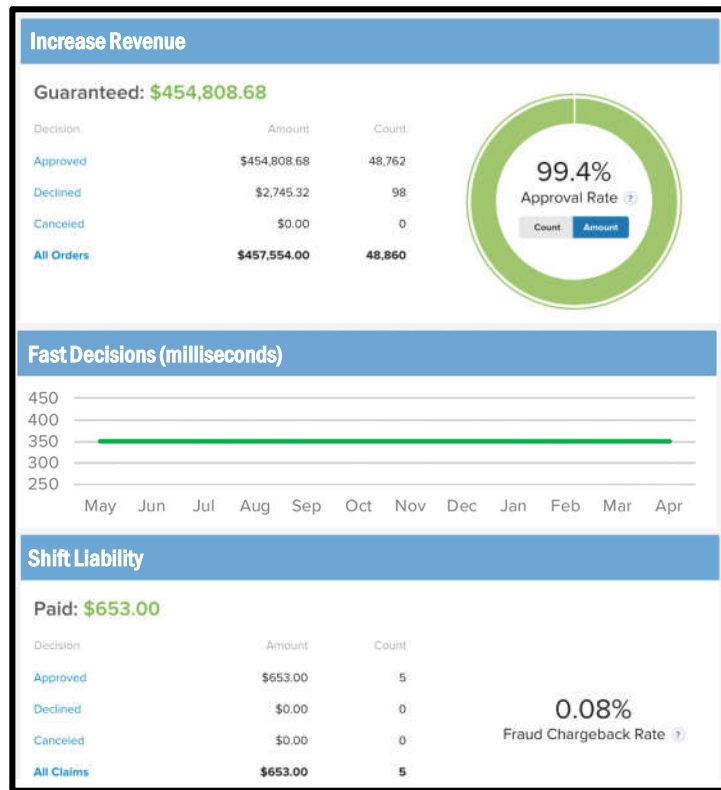 Increase Revenue
Guaranteed: $454,808.68
Decision Amount Count
Approved $454,808.68 48,762
Declined $2,745.32 98
Canceled $0.00 0
All Orders $457,554.00 48,860
99.4%
Approval Rate ?
Count Amount
Fast Decisions (milliseconds)
450
400
350
300
250
May Jun Jul Aug Sep Oct Nov Dec Jan Feb Mar Apr
Shift Liability
Paid: $653.00
Decision Amount Count
Approved $653.00 5
Declined $0.00 0
Canceled $0.00 0
All Claims $653.00 5
0.08%
Fraud Chargeback Rate ?